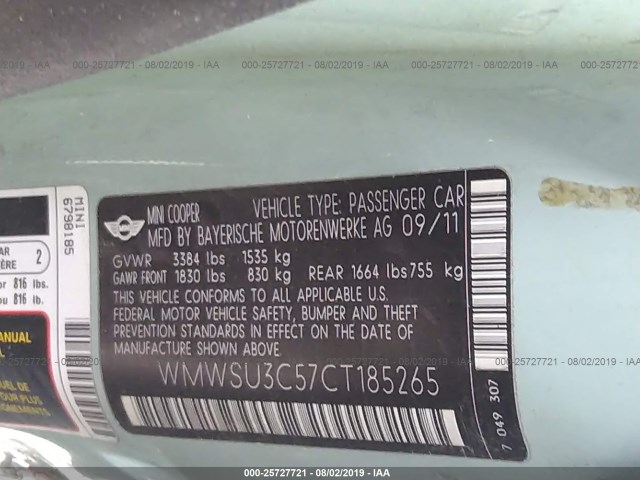 000-25727721 - 08/02/2019 - IAA
MINI
6798185
2
816 lbs.
816 lb.
MANUAL
MINI COOPER
VEHICLE TYPE: PASSENGER CAR
MFD BY BAYERISCHE MOTORENWERKE AG 09/11
GVWR 3384 lbs 1535 kg
GAWR FRONT 1830 lbs 830 kg REAR 1664 lbs 755 kg
THIS VEHICLE CONFORMS TO ALL APPLICABLE U.S.
FEDERAL MOTOR VEHICLE SAFETY, BUMPER AND THEFT
PREVENTION STANDARDS IN EFFECT ON THE DATE
OF MANUFACTURE SHOWN ABOVE.
WMWSU3C57CT185265
7 049 307
000-25727721 - 08/02/2019 - IAA